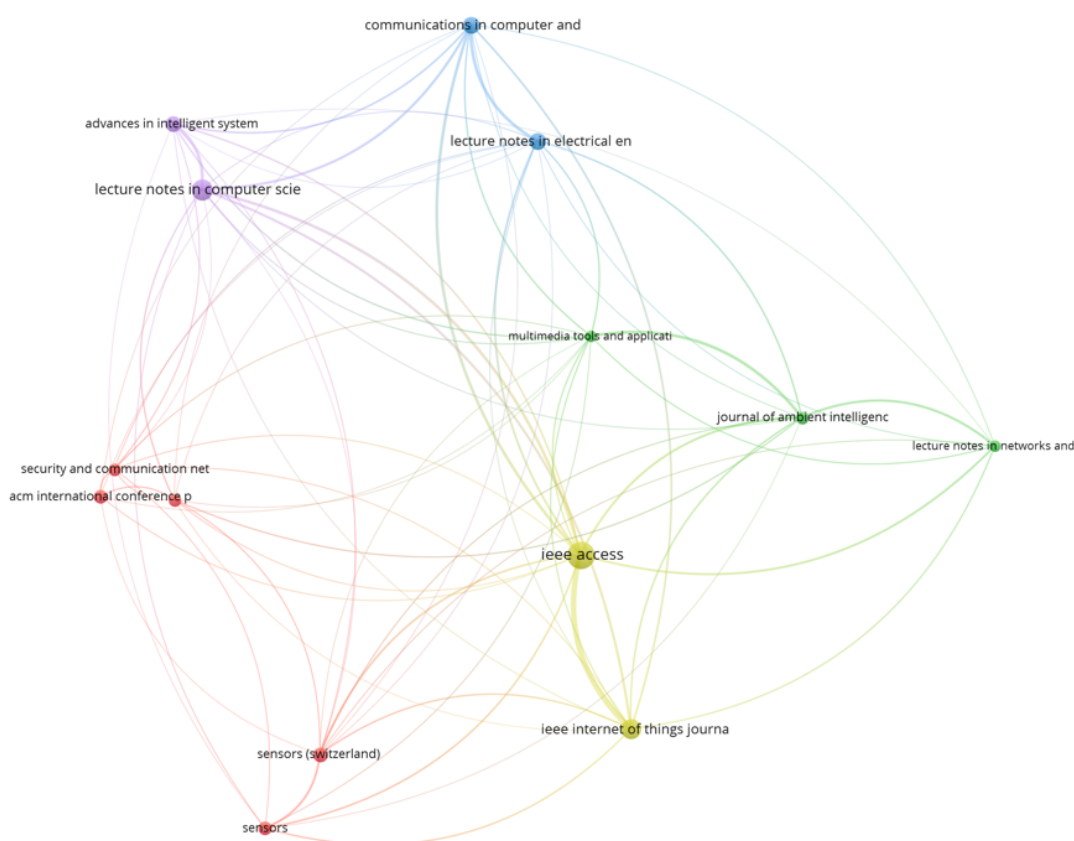 communications in computer and
advances in intelligent system
lecture notes in electrical en
lecture notes in computer scie
multimedia tools and applicati
journal of ambient intelligenc
lecture notes in networks and
security and communication net
acm international conference p
ieee access
ieee internet of things journa
sensors (switzerland)
sensors